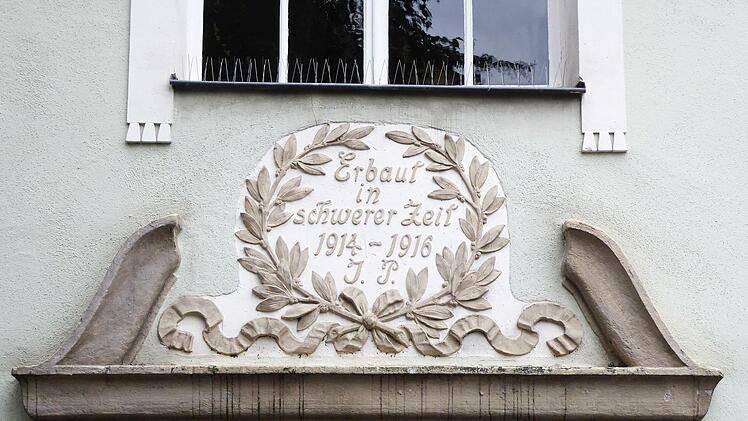 Erbaut
in
schwerer Zeit
1914 - 1916
J. P.